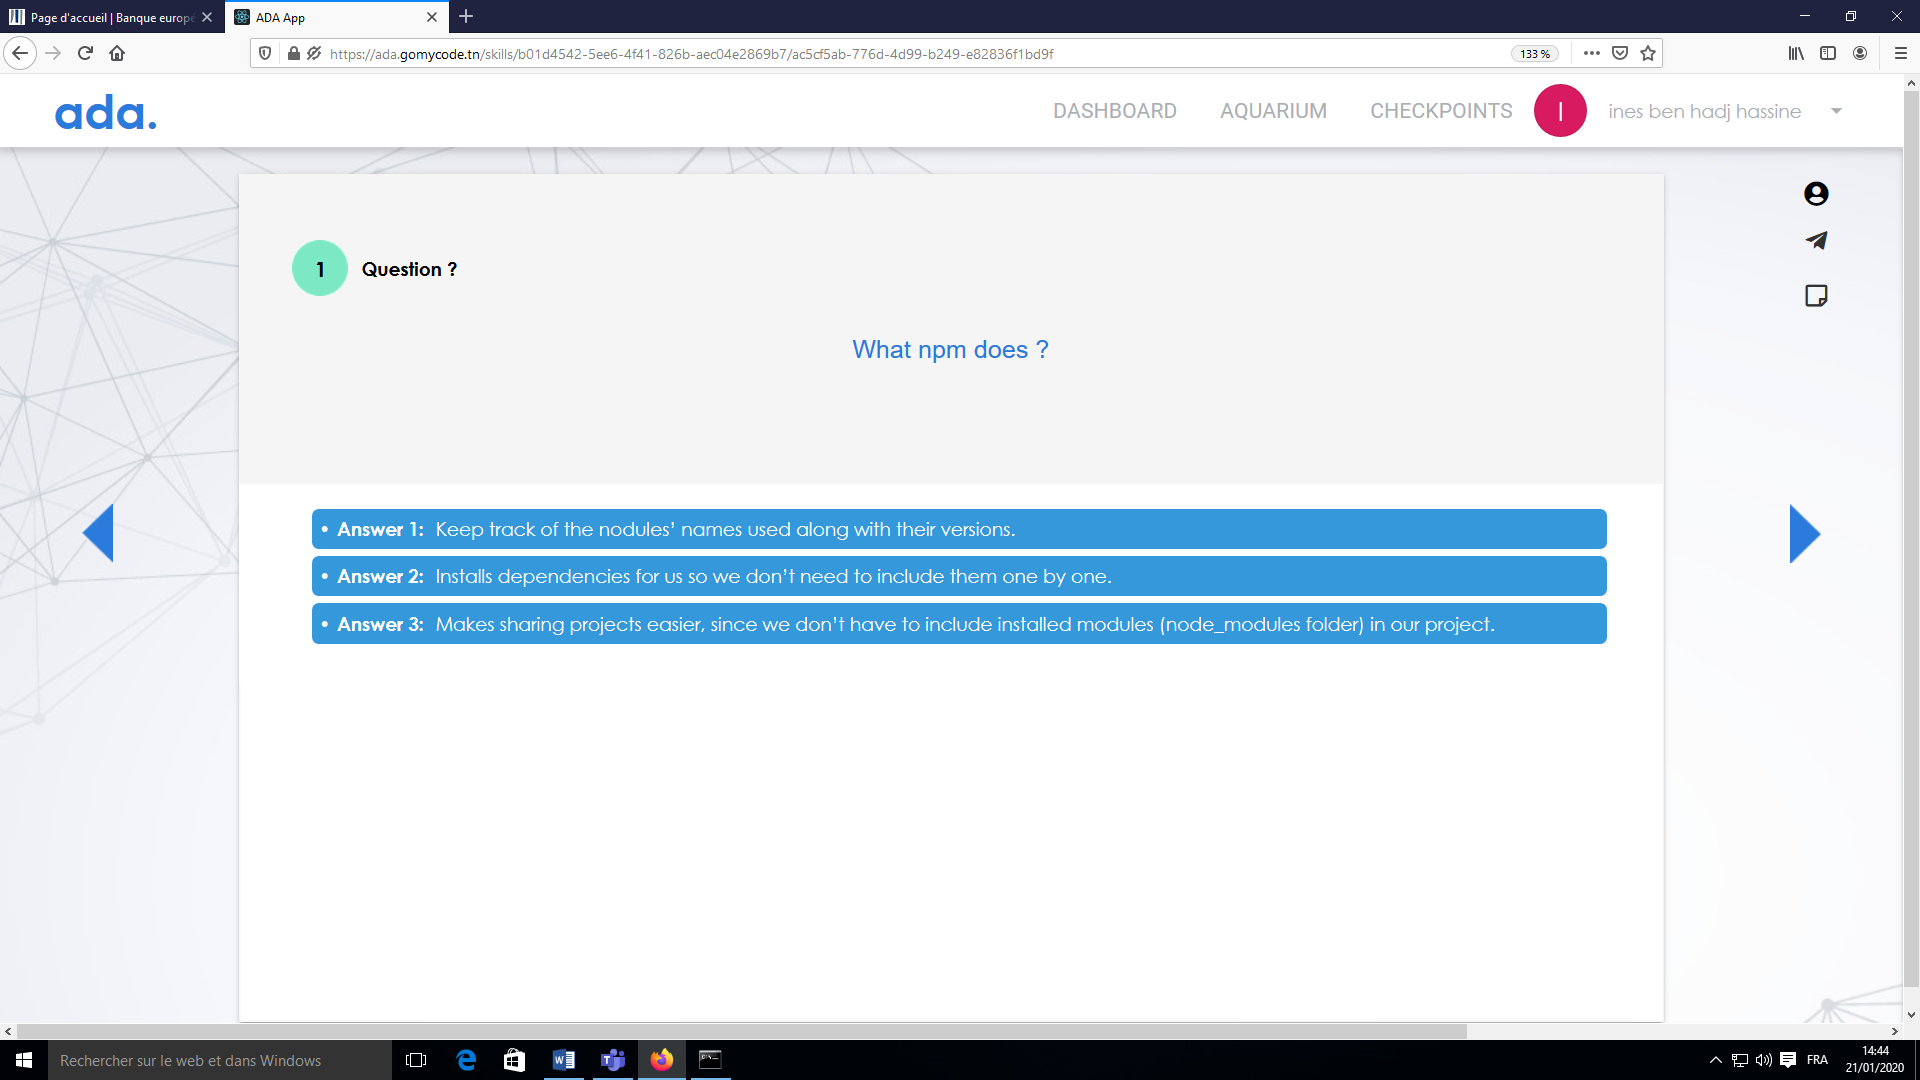 Page d'accueil | Banque europé
ADA App
https://ada.gomycode.tn/skills/b01d4542-5ee6-4f41-826b-aec04e2869b7/ac5cf5ab-776d-4d99-b249-e82836f1bd9f
133 %
ada.
DASHBOARD
AQUARIUM
CHECKPOINTS
I
ines ben hadj hassine
1
Question ?
What npm does ?
• Answer 1: Keep track of the nodules’ names used along with their versions.
• Answer 2: Installs dependencies for us so we don’t need to include them one by one.
• Answer 3: Makes sharing projects easier, since we don’t have to include installed modules (node_modules folder) in our project.
Rechercher sur le web et dans Windows
FRA
14:44
21/01/2020